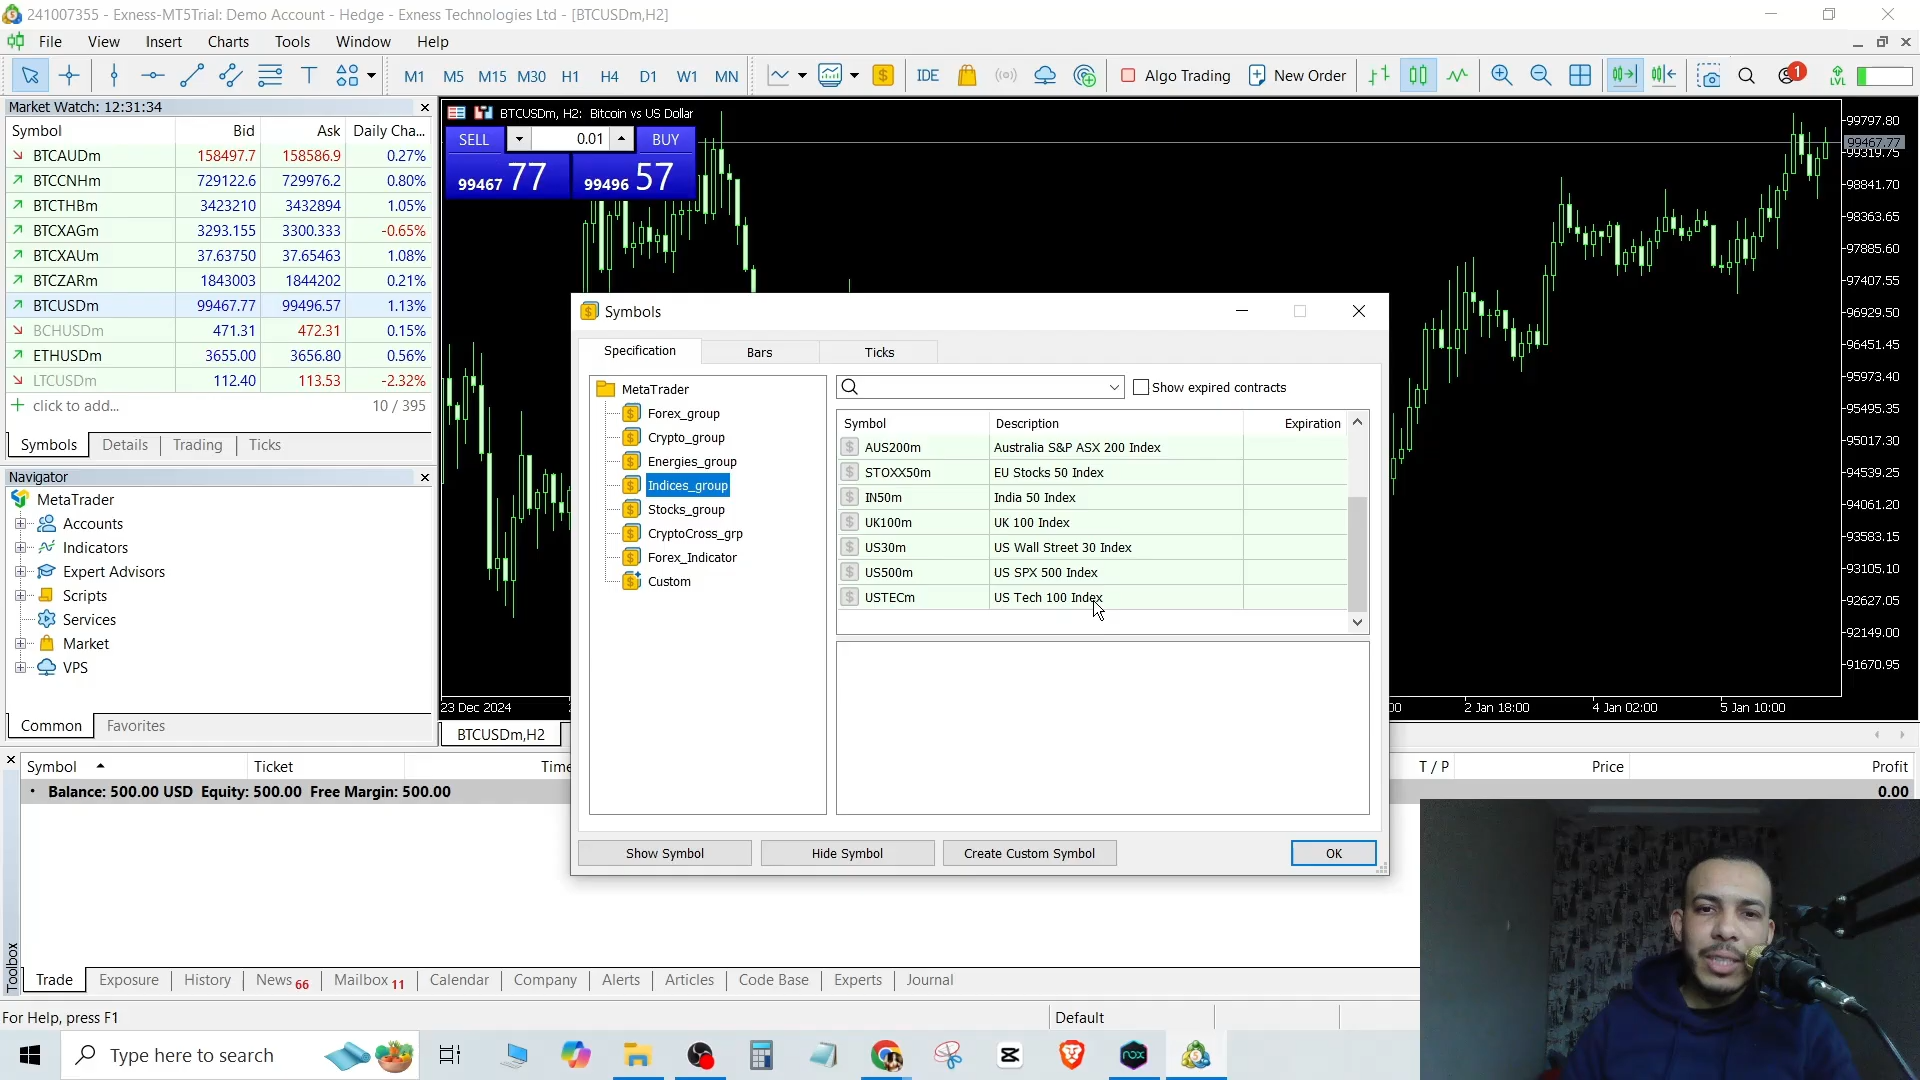 241007355 - Exness-MT5Trial: Demo Account - Hedge - Exness Technologies Ltd - [BTCUSDm,H2]
File View Insert Charts Tools Window Help
M1 M5 M15 M30 H1 H4 D1 W1 MN IDE Algo Trading New Order 1 LVL
Market Watch: 12:31:34
Symbol Bid Ask Daily Cha...
BTCAUDm 158497.7 158586.9 0.27%
BTCCNHm 729122.6 729976.2 0.80%
BTCTHBm 3423210 3432894 1.05%
BTCXAGm 3293.155 3300.333 -0.65%
BTCXAUm 37.63750 37.65463 1.08%
BTCZARm 1843003 1844202 0.21%
BTCUSDm 99467.77 99496.57 1.13%
BCHUSDm 471.31 472.31 0.15%
ETHUSDm 3655.00 3656.80 0.56%
LTCUSDm 112.40 113.53 -2.32%
click to add... 10 / 395
Symbols Details Trading Ticks
Navigator
MetaTrader
Accounts
Indicators
Expert Advisors
Scripts
Services
Market
VPS
Common Favorites
BTCUSDm, H2: Bitcoin vs US Dollar
SELL 0.01 BUY
99467 77 99496 57
99797.80
99467.77
99319.75
98841.70
98363.65
97885.60
97407.55
96929.50
96451.45
95973.40
95495.35
95017.30
94539.25
94061.20
93583.15
93105.10
92627.05
92149.00
91670.95
23 Dec 2024 00 2 Jan 18:00 4 Jan 02:00 5 Jan 10:00
BTCUSDm,H2
Symbols
Specification Bars Ticks
MetaTrader
Forex_group
Crypto_group
Energies_group
Indices_group
Stocks_group
CryptoCross_grp
Forex_Indicator
Custom
Show expired contracts
Symbol Description Expiration
AUS200m Australia S&P ASX 200 Index
STOXX50m EU Stocks 50 Index
IN50m India 50 Index
UK100m UK 100 Index
US30m US Wall Street 30 Index
US500m US SPX 500 Index
USTECm US Tech 100 Index
Show Symbol Hide Symbol Create Custom Symbol OK
Symbol Ticket Time T / P Price Profit
Balance: 500.00 USD Equity: 500.00 Free Margin: 500.00 0.00
Toolbox
Trade Exposure History News 66 Mailbox 11 Calendar Company Alerts Articles Code Base Experts Journal
For Help, press F1 Default
Type here to search
nox